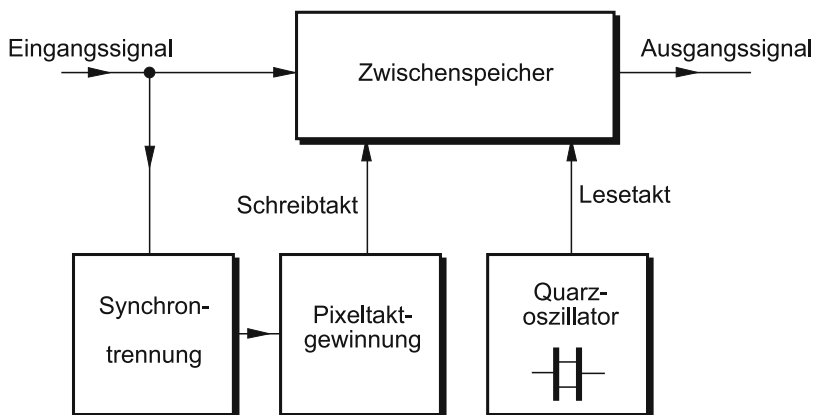 Eingangssignal
Zwischenspeicher
Ausgangssignal
Schreibtakt
Lesetakt
Synchron-
trennung
Pixeltakt-
gewinnung
Quarz-
oszillator